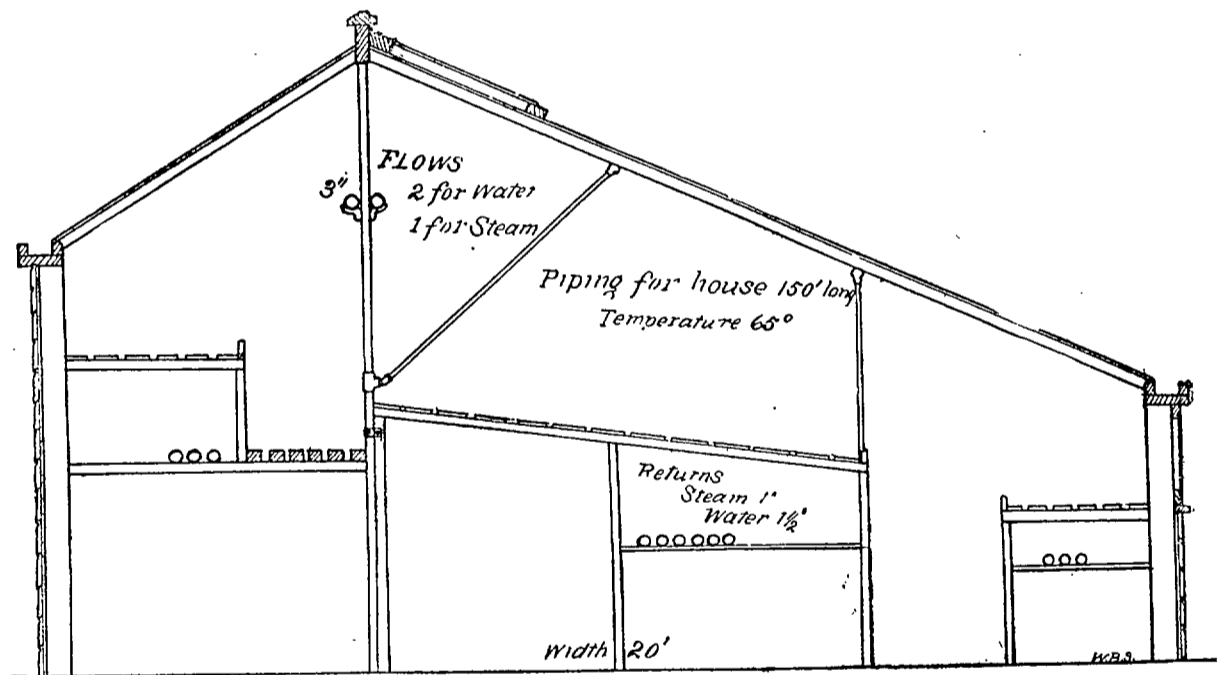 FLOWS
3"
2 for Water
1 for Steam
Piping for house 150' long
Temperature 65°
Returns
Steam 1"
Water 1½"
Width 20'
W.B.S.